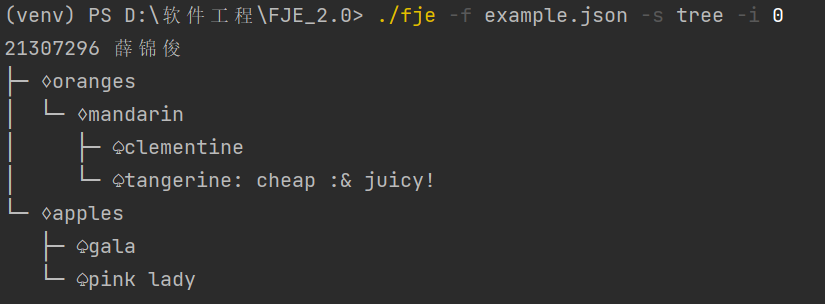 (venv) PS D:\软件工程\FJE_2.0> ./fje -f example.json -s tree -i 0
21307296 薛锦俊
├─ ◊oranges
│  └─ ◊mandarin
│     ├─ ♤clementine
│     └─ ♤tangerine: cheap :& juicy!
└─ ◊apples
   ├─ ♤gala
   └─ ♤pink lady